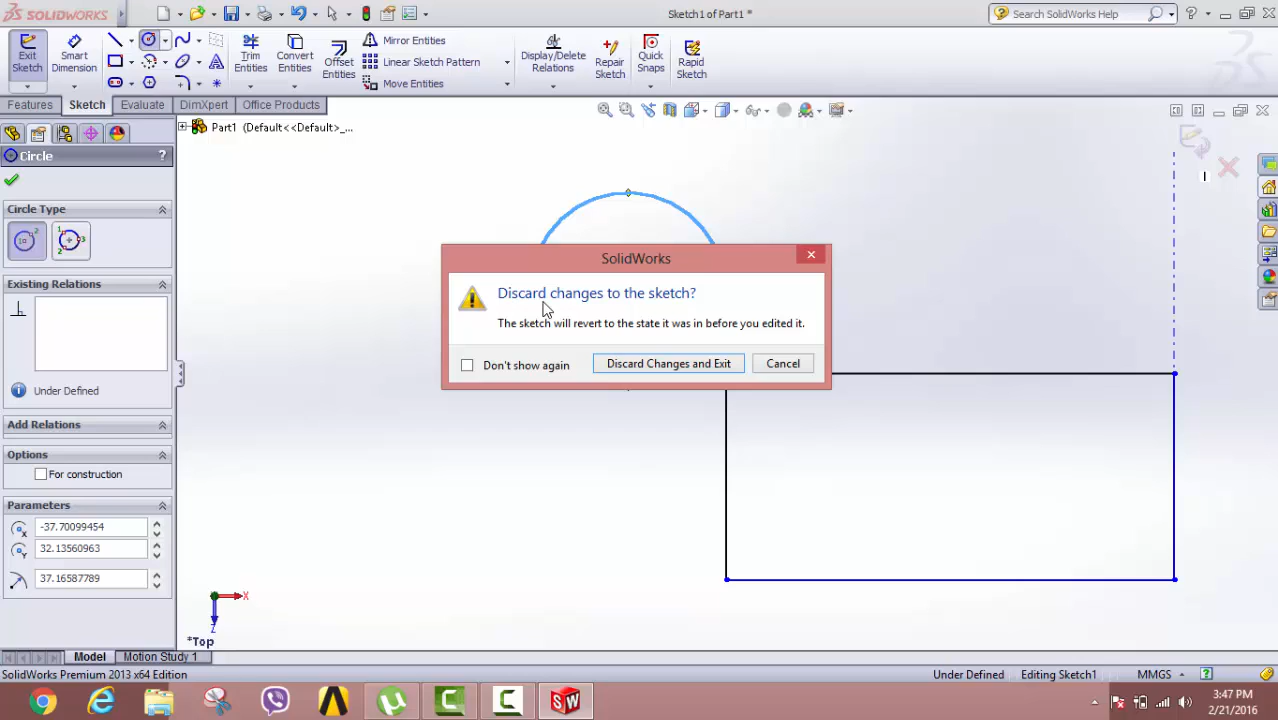 SOLIDWORKS
Sketch1 of Part1 *
Search SolidWorks Help
Exit Sketch
Smart Dimension
Trim Entities
Convert Entities
Offset Entities
Mirror Entities
Linear Sketch Pattern
Move Entities
Display/Delete Relations
Repair Sketch
Quick Snaps
Rapid Sketch
Features
Sketch
Evaluate
DimXpert
Office Products
Part1 (Default<<Default>_...
Circle
?
Circle Type
Existing Relations
Under Defined
Add Relations
Options
For construction
Parameters
-37.70099454
32.13560963
37.16587789
SolidWorks
Discard changes to the sketch?
The sketch will revert to the state it was in before you edited it.
Don't show again
Discard Changes and Exit
Cancel
X
Z
*Top
Model
Motion Study 1
SolidWorks Premium 2013 x64 Edition
Under Defined
Editing Sketch1
MMGS
?
3:47 PM
2/21/2016